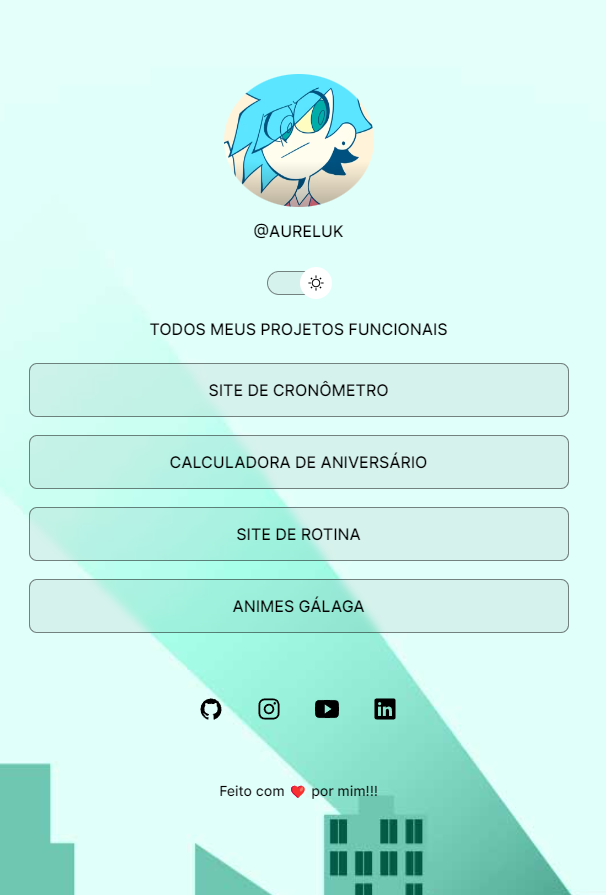 @AURELUK
TODOS MEUS PROJETOS FUNCIONAIS
SITE DE CRONÔMETRO
CALCULADORA DE ANIVERSÁRIO
SITE DE ROTINA
ANIMES GÁLAGA
Feito com ❤️ por mim!!!